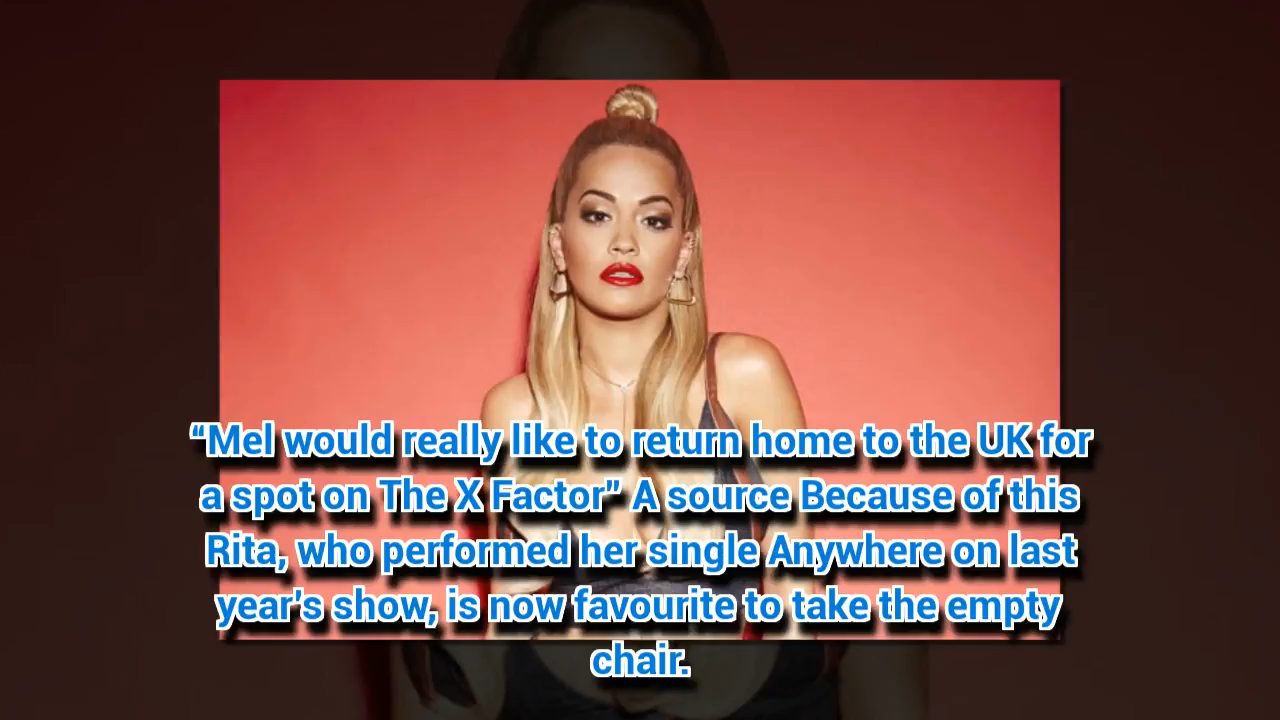 “Mel would really like to return home to the UK for
a spot on The X Factor” A source Because of this
Rita, who performed her single Anywhere on last
year’s show, is now favourite to take the empty
chair.